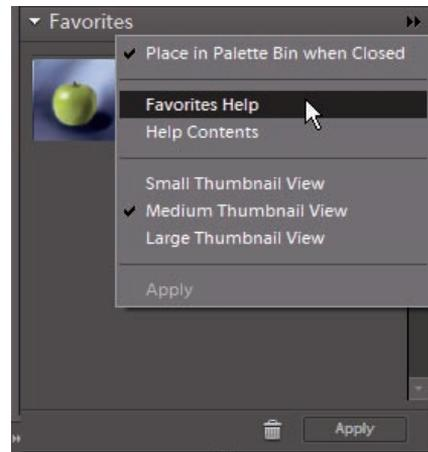 Favorites
Place in Palette Bin when Closed
Favorites Help
Help Contents
Small Thumbnail View
Medium Thumbnail View
Large Thumbnail View
Apply
Apply